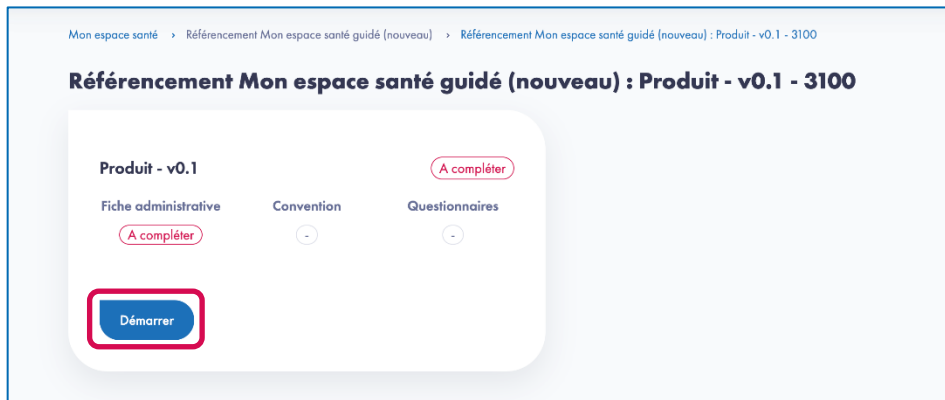 Mon espace santé › Référencement Mon espace santé guidé (nouveau) › Référencement Mon espace santé guidé (nouveau) : Produit - v0.1 - 3100
Référencement Mon espace santé guidé (nouveau) : Produit - v0.1 - 3100
Produit - v0.1 A compléter
Fiche administrative Convention Questionnaires
A compléter - -
Démarrer